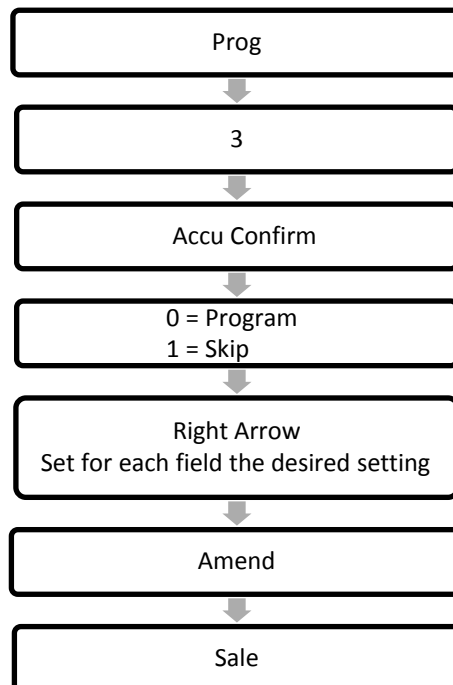 Prog
3
Accu Confirm
0 = Program
1 = Skip
Right Arrow
Set for each field the desired setting
Amend
Sale